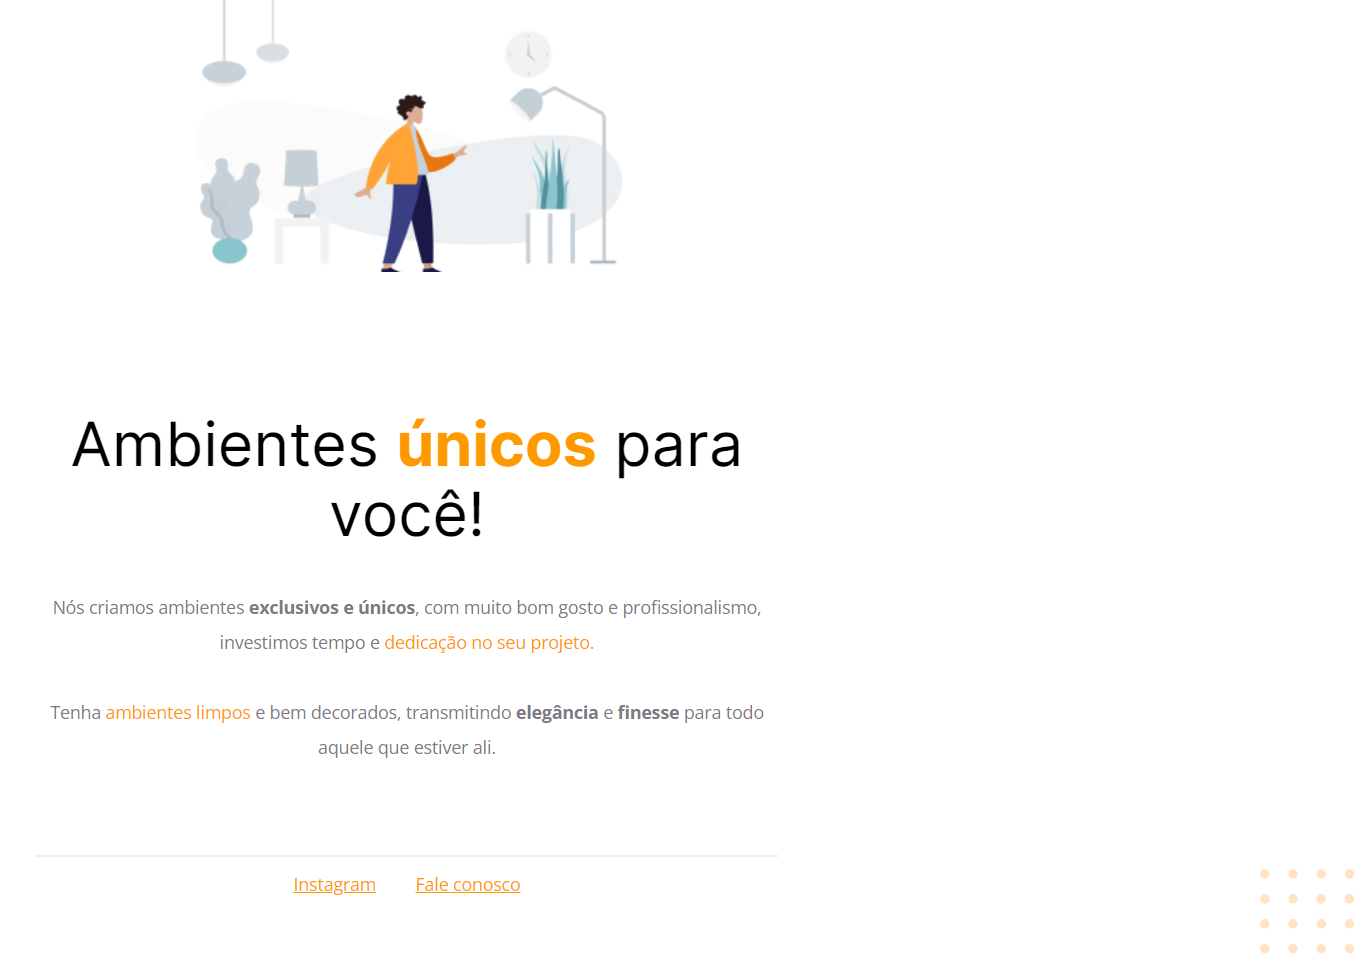 Ambientes únicos para
você!
Nós criamos ambientes exclusivos e únicos, com muito bom gosto e profissionalismo,
investimos tempo e dedicação no seu projeto.
Tenha ambientes limpos e bem decorados, transmitindo elegância e finesse para todo
aquele que estiver ali.
Instagram Fale conosco